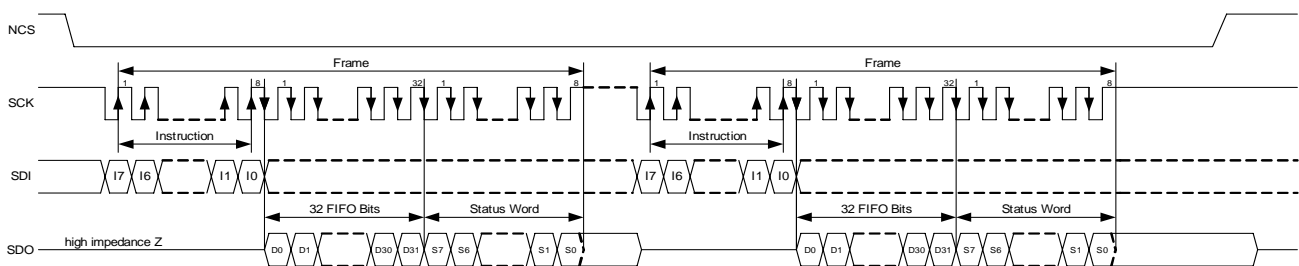 NCS
Frame Frame
1 8 1 32 1 8 1 8 1 32 1 8
SCK
Instruction Instruction
SDI I7 I6 I1 I0 I7 I6 I1 I0
32 FIFO Bits Status Word 32 FIFO Bits Status Word
SDO high impedance Z D0 D1 D30 D31 S7 S6 S1 S0 D0 D1 D30 D31 S7 S6 S1 S0